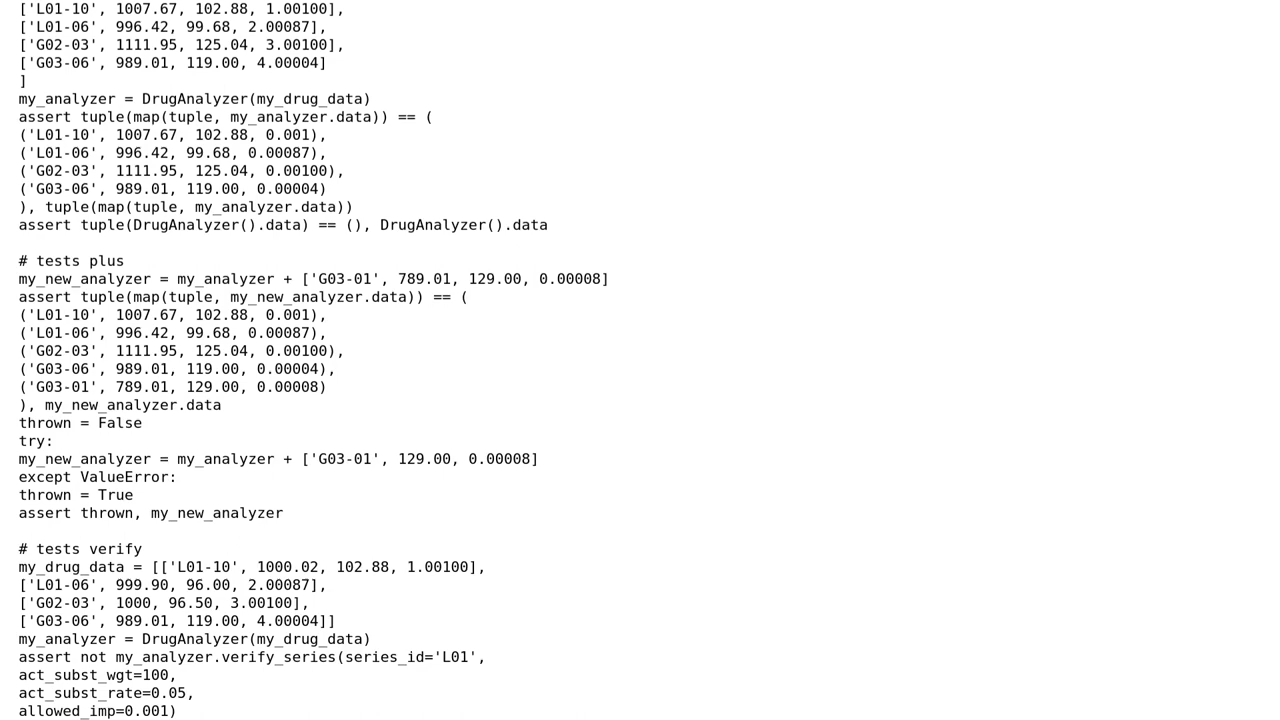 ['L01-10', 1007.67, 102.88, 1.00100],
['L01-06', 996.42, 99.68, 2.00087],
['G02-03', 1111.95, 125.04, 3.00100],
['G03-06', 989.01, 119.00, 4.00004]
]
my_analyzer = DrugAnalyzer(my_drug_data)
assert tuple(map(tuple, my_analyzer.data)) == (
('L01-10', 1007.67, 102.88, 0.001),
('L01-06', 996.42, 99.68, 0.00087),
('G02-03', 1111.95, 125.04, 0.00100),
('G03-06', 989.01, 119.00, 0.00004)
), tuple(map(tuple, my_analyzer.data))
assert tuple(DrugAnalyzer().data) == (), DrugAnalyzer().data

# tests plus
my_new_analyzer = my_analyzer + ['G03-01', 789.01, 129.00, 0.00008]
assert tuple(map(tuple, my_new_analyzer.data)) == (
('L01-10', 1007.67, 102.88, 0.001),
('L01-06', 996.42, 99.68, 0.00087),
('G02-03', 1111.95, 125.04, 0.00100),
('G03-06', 989.01, 119.00, 0.00004),
('G03-01', 789.01, 129.00, 0.00008)
), my_new_analyzer.data
thrown = False
try:
my_new_analyzer = my_analyzer + ['G03-01', 129.00, 0.00008]
except ValueError:
thrown = True
assert thrown, my_new_analyzer

# tests verify
my_drug_data = [['L01-10', 1000.02, 102.88, 1.00100],
['L01-06', 999.90, 96.00, 2.00087],
['G02-03', 1000, 96.50, 3.00100],
['G03-06', 989.01, 119.00, 4.00004]]
my_analyzer = DrugAnalyzer(my_drug_data)
assert not my_analyzer.verify_series(series_id='L01',
act_subst_wgt=100,
act_subst_rate=0.05,
allowed_imp=0.001)